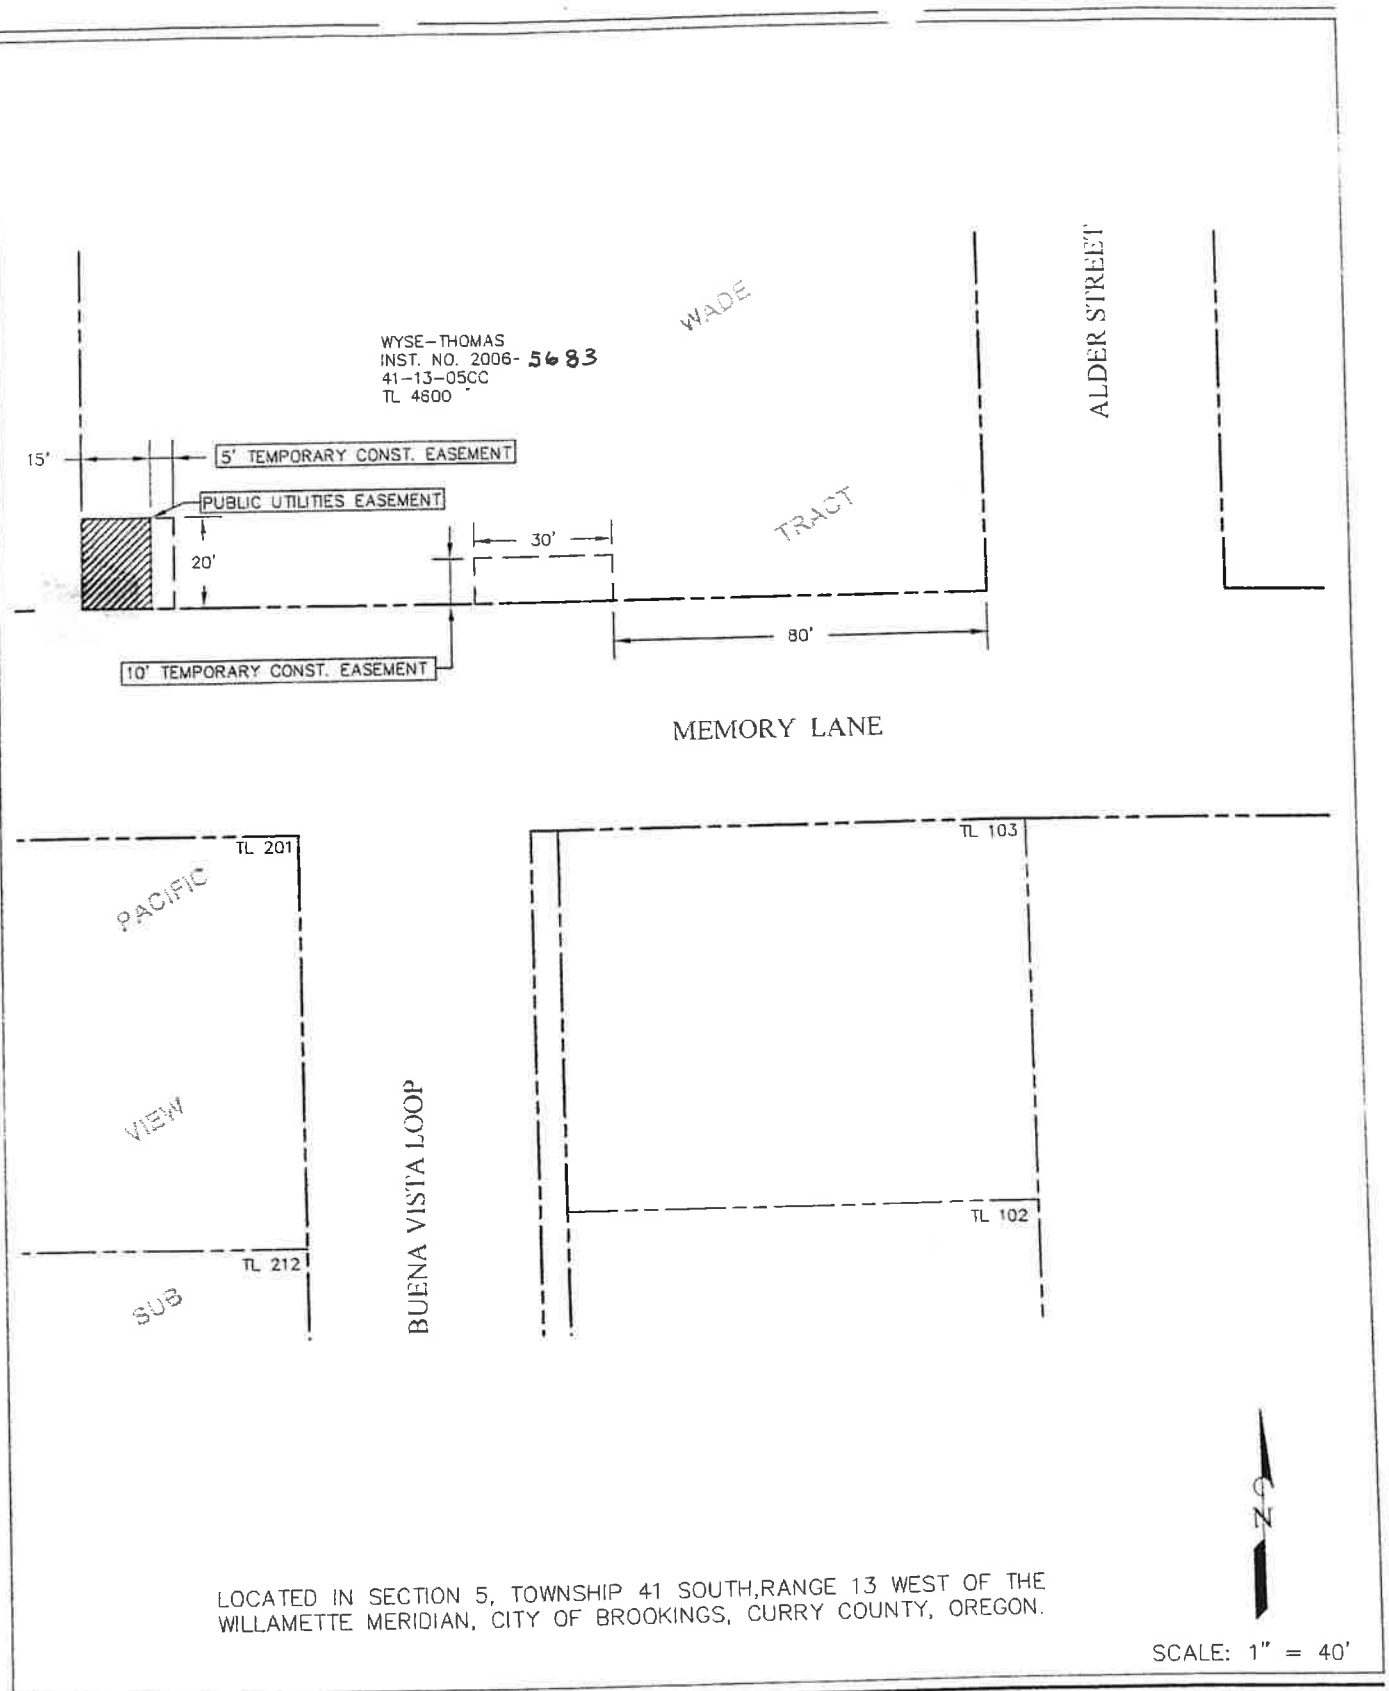 WADE
ALDER STREET
WYSE-THOMAS
INST. NO. 2006- 5683
41-13-05CC
TL 4600
15'
5' TEMPORARY CONST. EASEMENT
PUBLIC UTILITIES EASEMENT
TRACT
20'
30'
80'
10' TEMPORARY CONST. EASEMENT
MEMORY LANE
TL 201
TL 103
PACIFIC
VIEW
BUENA VISTA LOOP
TL 102
TL 212
SUB
N
LOCATED IN SECTION 5, TOWNSHIP 41 SOUTH,RANGE 13 WEST OF THE
WILLAMETTE MERIDIAN, CITY OF BROOKINGS, CURRY COUNTY, OREGON.
SCALE: 1" = 40'